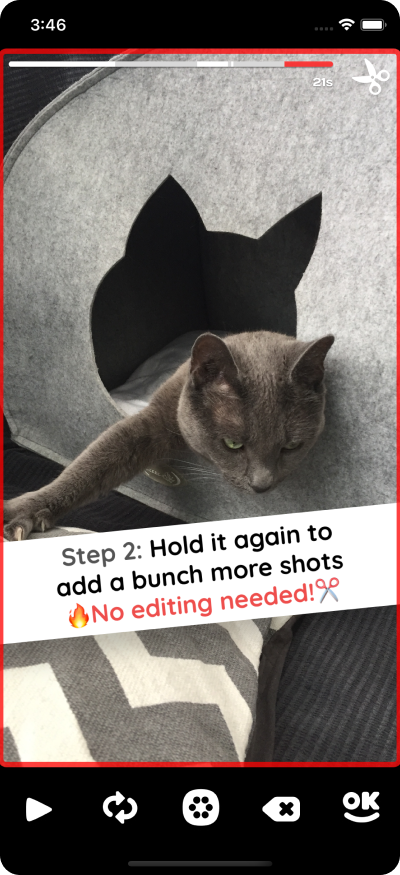 3:46
21s
Step 2: Hold it again to
add a bunch more shots
🔥No editing needed!✂️
OK